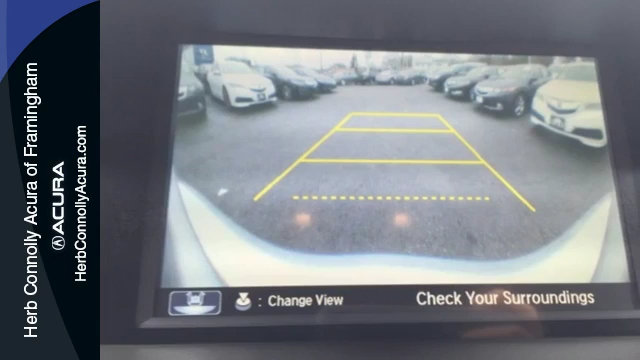 Herb Connolly Acura of Framingham
ACURA
HerbConnollyAcura.com
: Change View
Check Your Surroundings